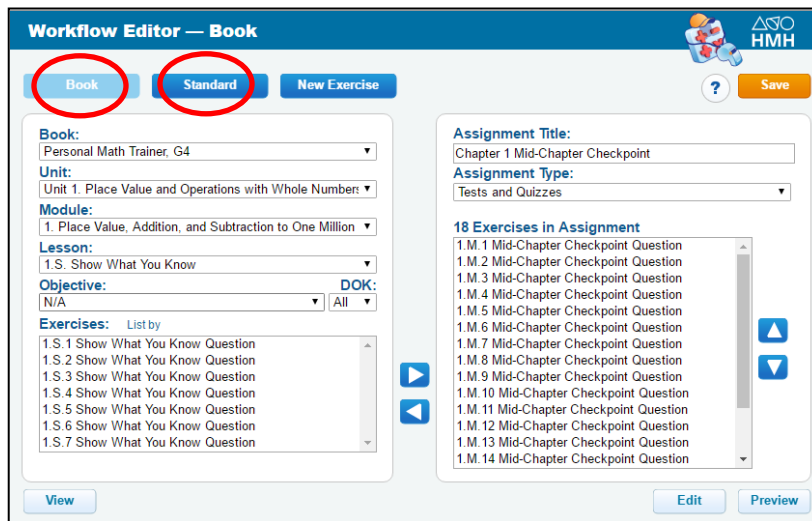 Workflow Editor — Book
HMH
Book
Standard
New Exercise
?
Save
Book:
Personal Math Trainer, G4
Unit:
Unit 1. Place Value and Operations with Whole Numbers
Module:
1. Place Value, Addition, and Subtraction to One Million
Lesson:
1.S. Show What You Know
Objective: DOK:
N/A All
Exercises: List by
1.S.1 Show What You Know Question
1.S.2 Show What You Know Question
1.S.3 Show What You Know Question
1.S.4 Show What You Know Question
1.S.5 Show What You Know Question
1.S.6 Show What You Know Question
1.S.7 Show What You Know Question
View
Assignment Title:
Chapter 1 Mid-Chapter Checkpoint
Assignment Type:
Tests and Quizzes
18 Exercises in Assignment
1.M.1 Mid-Chapter Checkpoint Question
1.M.2 Mid-Chapter Checkpoint Question
1.M.3 Mid-Chapter Checkpoint Question
1.M.4 Mid-Chapter Checkpoint Question
1.M.5 Mid-Chapter Checkpoint Question
1.M.6 Mid-Chapter Checkpoint Question
1.M.7 Mid-Chapter Checkpoint Question
1.M.8 Mid-Chapter Checkpoint Question
1.M.9 Mid-Chapter Checkpoint Question
1.M.10 Mid-Chapter Checkpoint Question
1.M.11 Mid-Chapter Checkpoint Question
1.M.12 Mid-Chapter Checkpoint Question
1.M.13 Mid-Chapter Checkpoint Question
1.M.14 Mid-Chapter Checkpoint Question
Edit
Preview